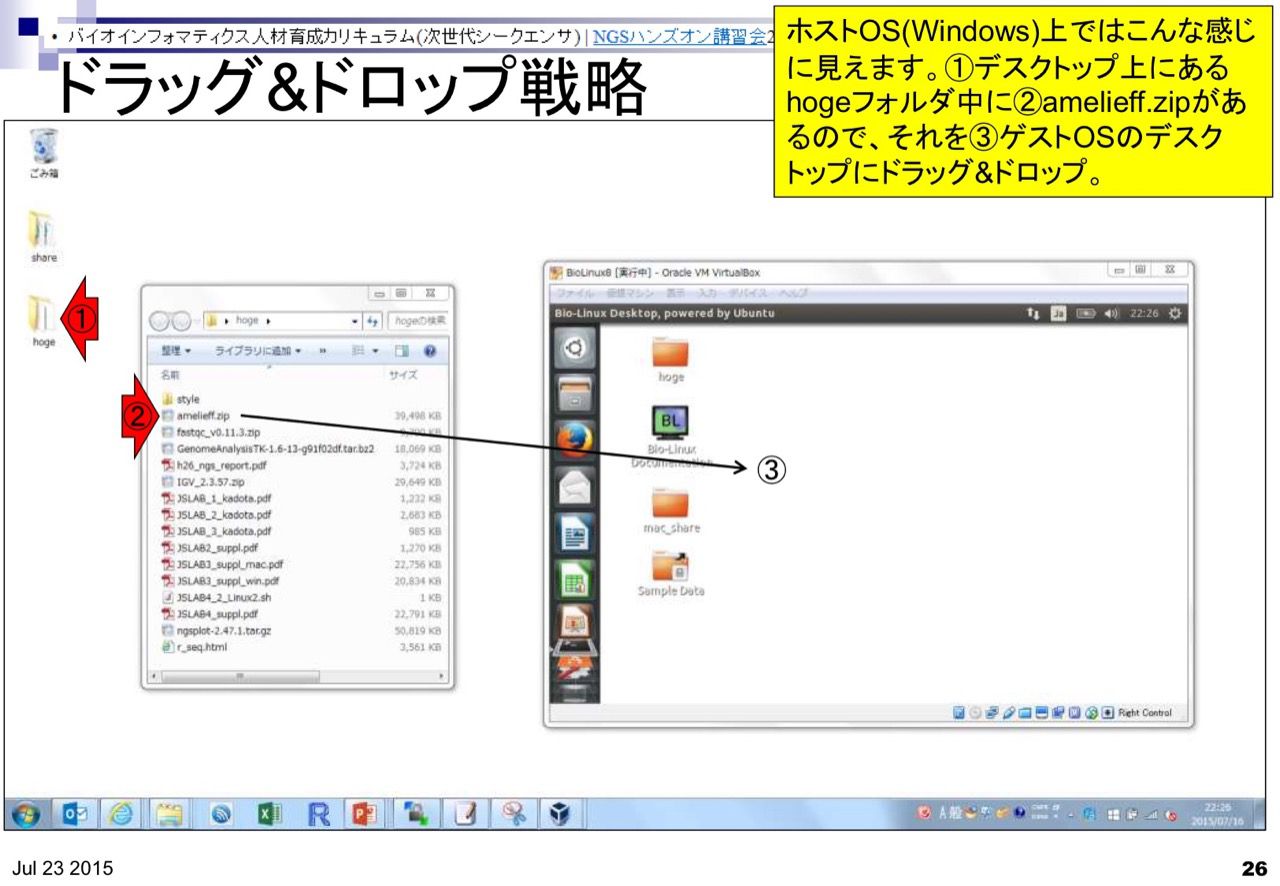 • バイオインフォマティクス人材育成カリキュラム(次世代シークエンサ) | NGSハンズオン講習会2
ドラッグ&ドロップ戦略
ホストOS(Windows)上ではこんな感じ
に見えます。①デスクトップ上にある
hogeフォルダ中に②amelieff.zipがあ
るので、それを③ゲストOSのデスク
トップにドラッグ&ドロップ。
ごみ箱
share
hoge
①
hoge
hogeの検索
整理
ライブラリに追加
»
名前
サイズ
style
②
amelieff.zip 39,498 KB
fastqc_v0.11.3.zip
GenomeAnalysisTK-1.6-13-g91f02df.tar.bz2 18,069 KB
h26_ngs_report.pdf 3,724 KB
IGV_2.3.57.zip 29,649 KB
JSLAB_1_kadota.pdf 1,232 KB
JSLAB_2_kadota.pdf 2,683 KB
JSLAB_3_kadota.pdf 985 KB
JSLAB2_suppl.pdf 1,270 KB
JSLAB3_suppl_mac.pdf 22,756 KB
JSLAB3_suppl_win.pdf 20,834 KB
JSLAB4_2_Linux2.sh 1 KB
JSLAB4_suppl.pdf 22,791 KB
ngsplot-2.47.1.tar.gz 50,819 KB
r_seq.html 3,561 KB
BioLinux8 [実行中] - Oracle VM VirtualBox
ファイル 仮想マシン 表示 入力 デバイス ヘルプ
Bio-Linux Desktop, powered by Ubuntu
Ja
22:26
hoge
BL
Bio-Linux
Documentation
③
mac_share
Sample Data
Right Control
A 般
22:26
2015/07/16
Jul 23 2015
26